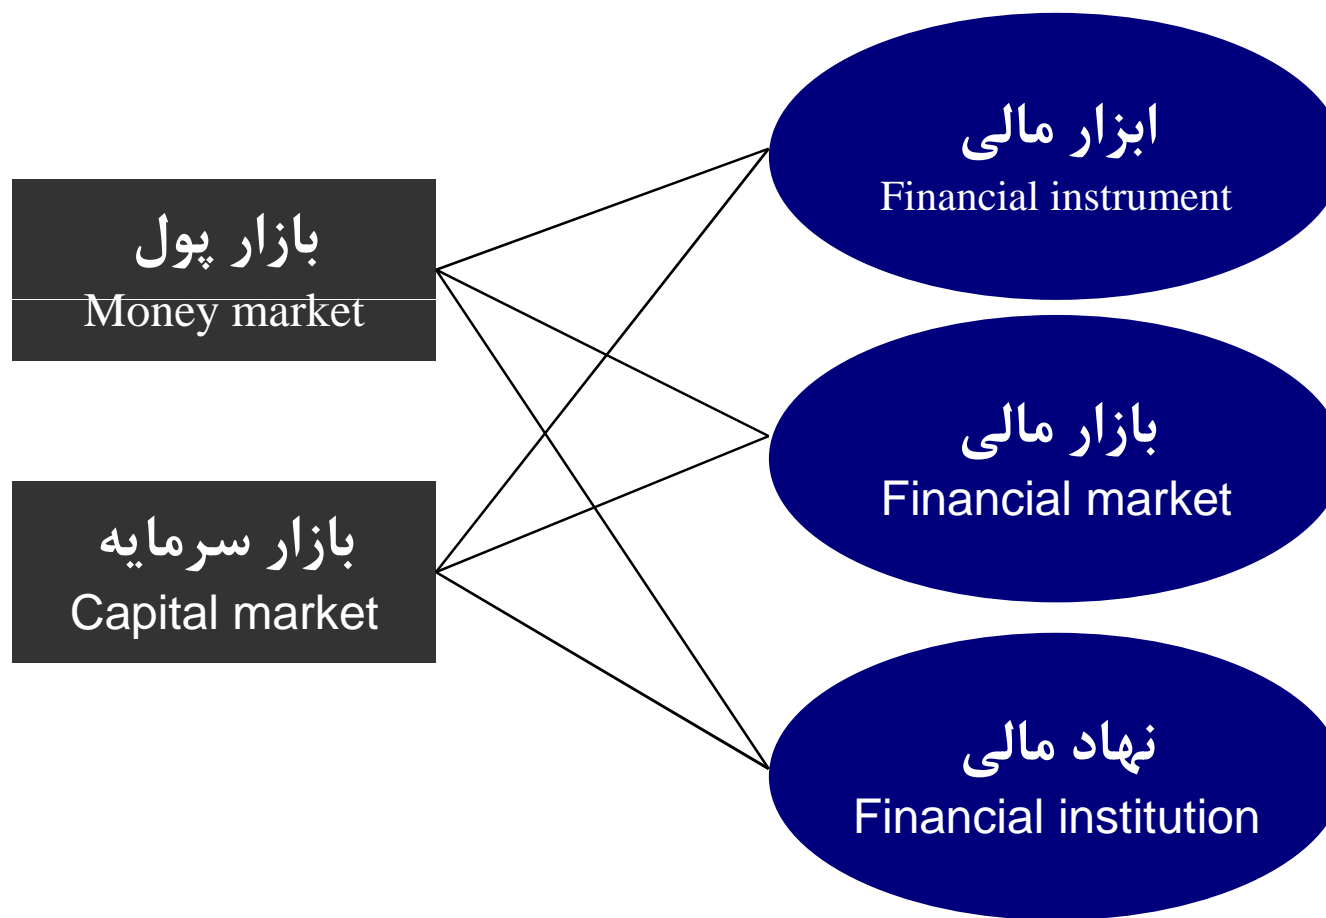 ابزار مالی
Financial instrument
بازار پول
Money market
بازار مالی
Financial market
بازار سرمایه
Capital market
نهاد مالی
Financial institution